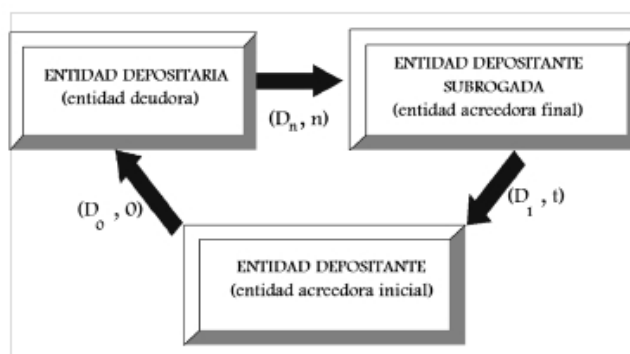 ENTIDAD DEPOSITARIA
(entidad deudora)
ENTIDAD DEPOSITANTE
SUBROGADA
(entidad acreedora final)
(Dn, n)
(D0 , 0)
(D1 , t)
ENTIDAD DEPOSITANTE
(entidad acreedora inicial)